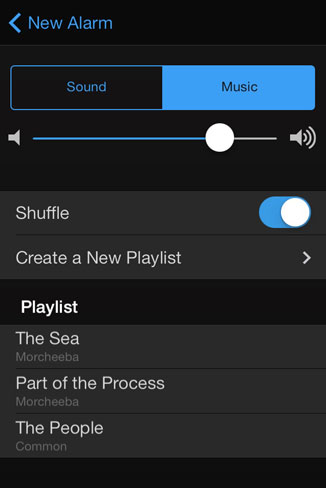 New Alarm
Sound
Music
Shuffle
Create a New Playlist
Playlist
The Sea
Morcheeba
Part of the Process
Morcheeba
The People
Common